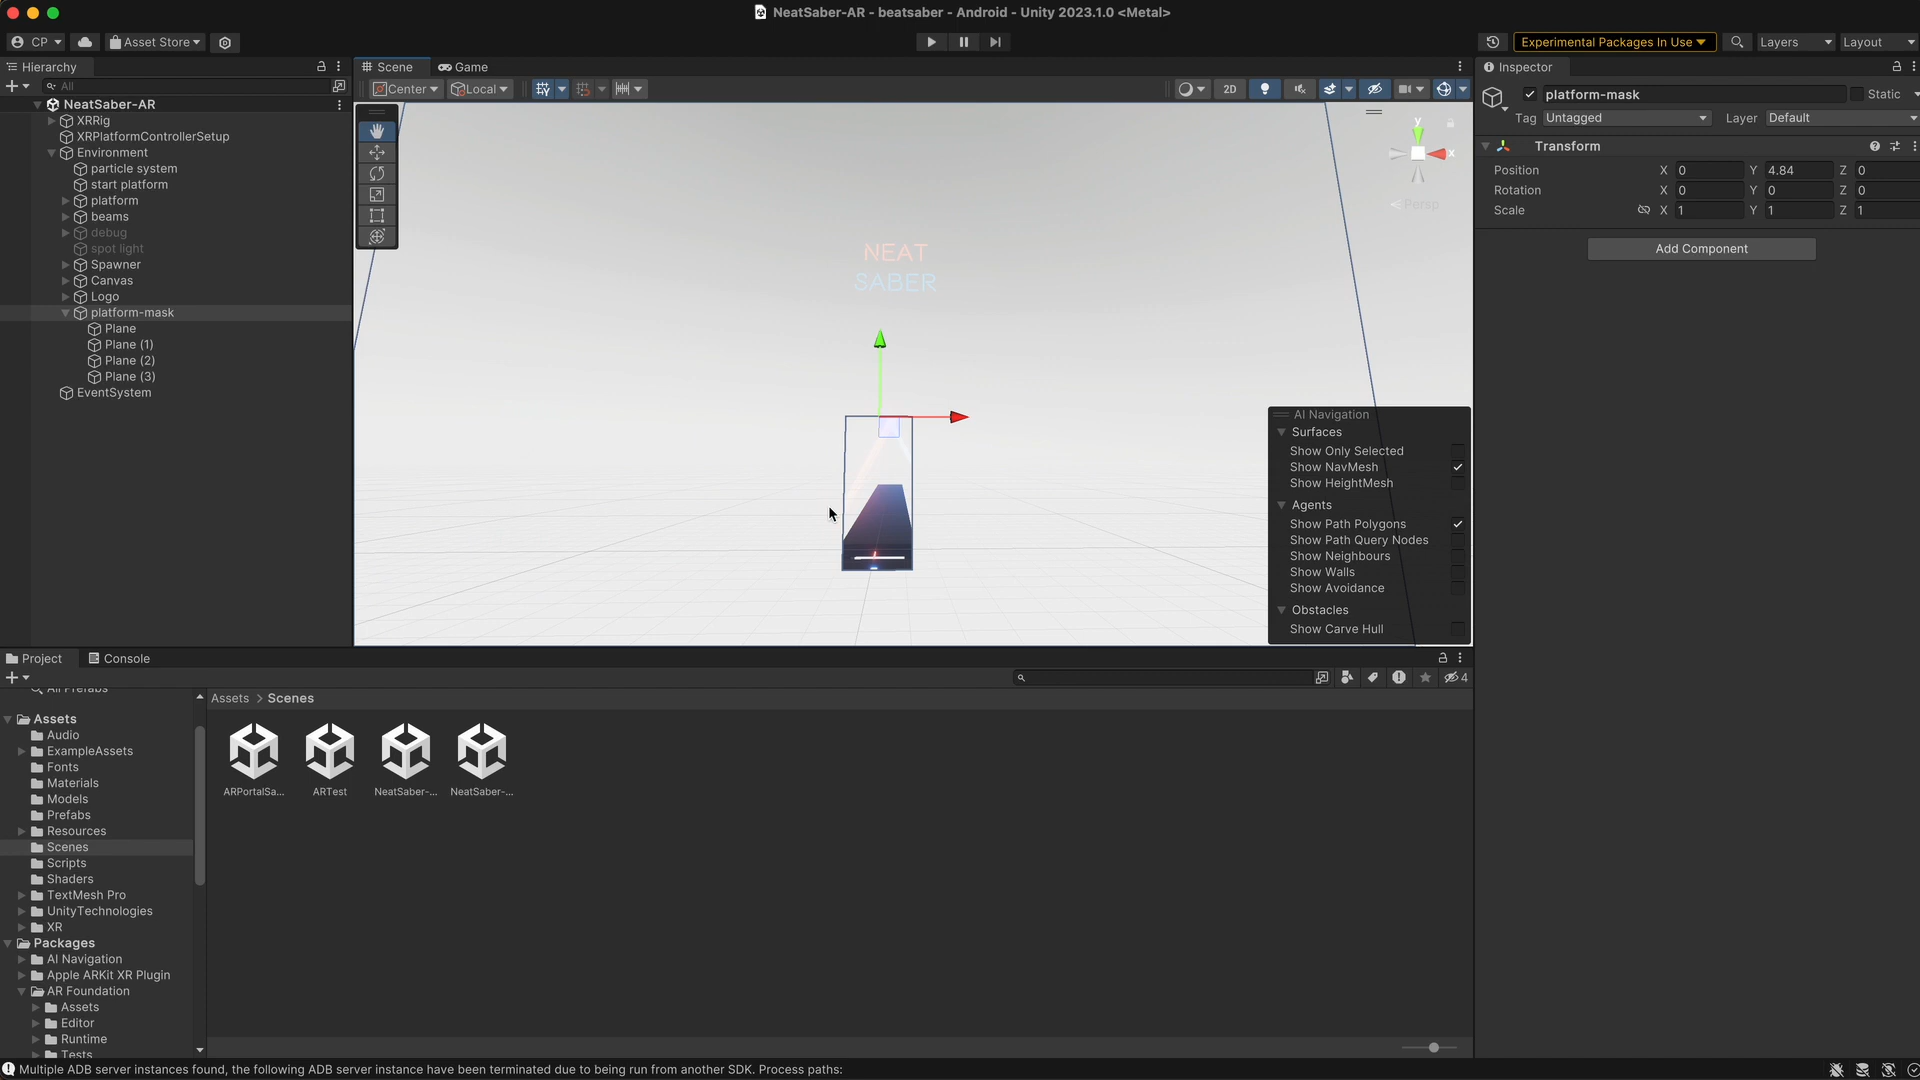 NeatSaber-AR - beatsaber - Android - Unity 2023.1.0 <Metal>
CP
Asset Store
Experimental Packages In Use
Layers
Layout
Hierarchy
All
NeatSaber-AR
XRRig
XRPlatformControllerSetup
Environment
particle system
start platform
platform
beams
debug
spot light
Spawner
Canvas
Logo
platform-mask
Plane
Plane (1)
Plane (2)
Plane (3)
EventSystem
Scene
Game
Center
Local
2D
y
x
Persp
NEAT
SABER
AI Navigation
Surfaces
Show Only Selected
Show NavMesh
Show HeightMesh
Agents
Show Path Polygons
Show Path Query Nodes
Show Neighbours
Show Walls
Show Avoidance
Obstacles
Show Carve Hull
Inspector
platform-mask
Static
Tag Untagged Layer Default
Transform
Position X 0 Y 4.84 Z 0
Rotation X 0 Y 0 Z 0
Scale X 1 Y 1 Z 1
Add Component
Project
Console
4
All Prefabs
Assets
Audio
ExampleAssets
Fonts
Materials
Models
Prefabs
Resources
Scenes
Scripts
Shaders
TextMesh Pro
UnityTechnologies
XR
Packages
AI Navigation
Apple ARKit XR Plugin
AR Foundation
Assets
Editor
Runtime
Tests
Assets > Scenes
ARPortalSa...
ARTest
NeatSaber-...
NeatSaber-...
Multiple ADB server instances found, the following ADB server instance have been terminated due to being run from another SDK. Process paths: